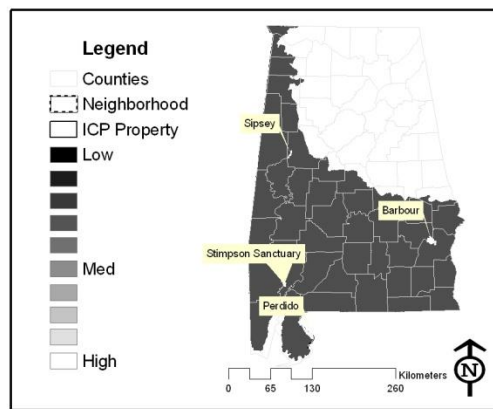 Legend
Counties
Neighborhood
ICP Property
Low
Med
High
Sipsey
Barbour
Stimpson Sanctuary
Perdido
Kilometers
0 65 130 260
N